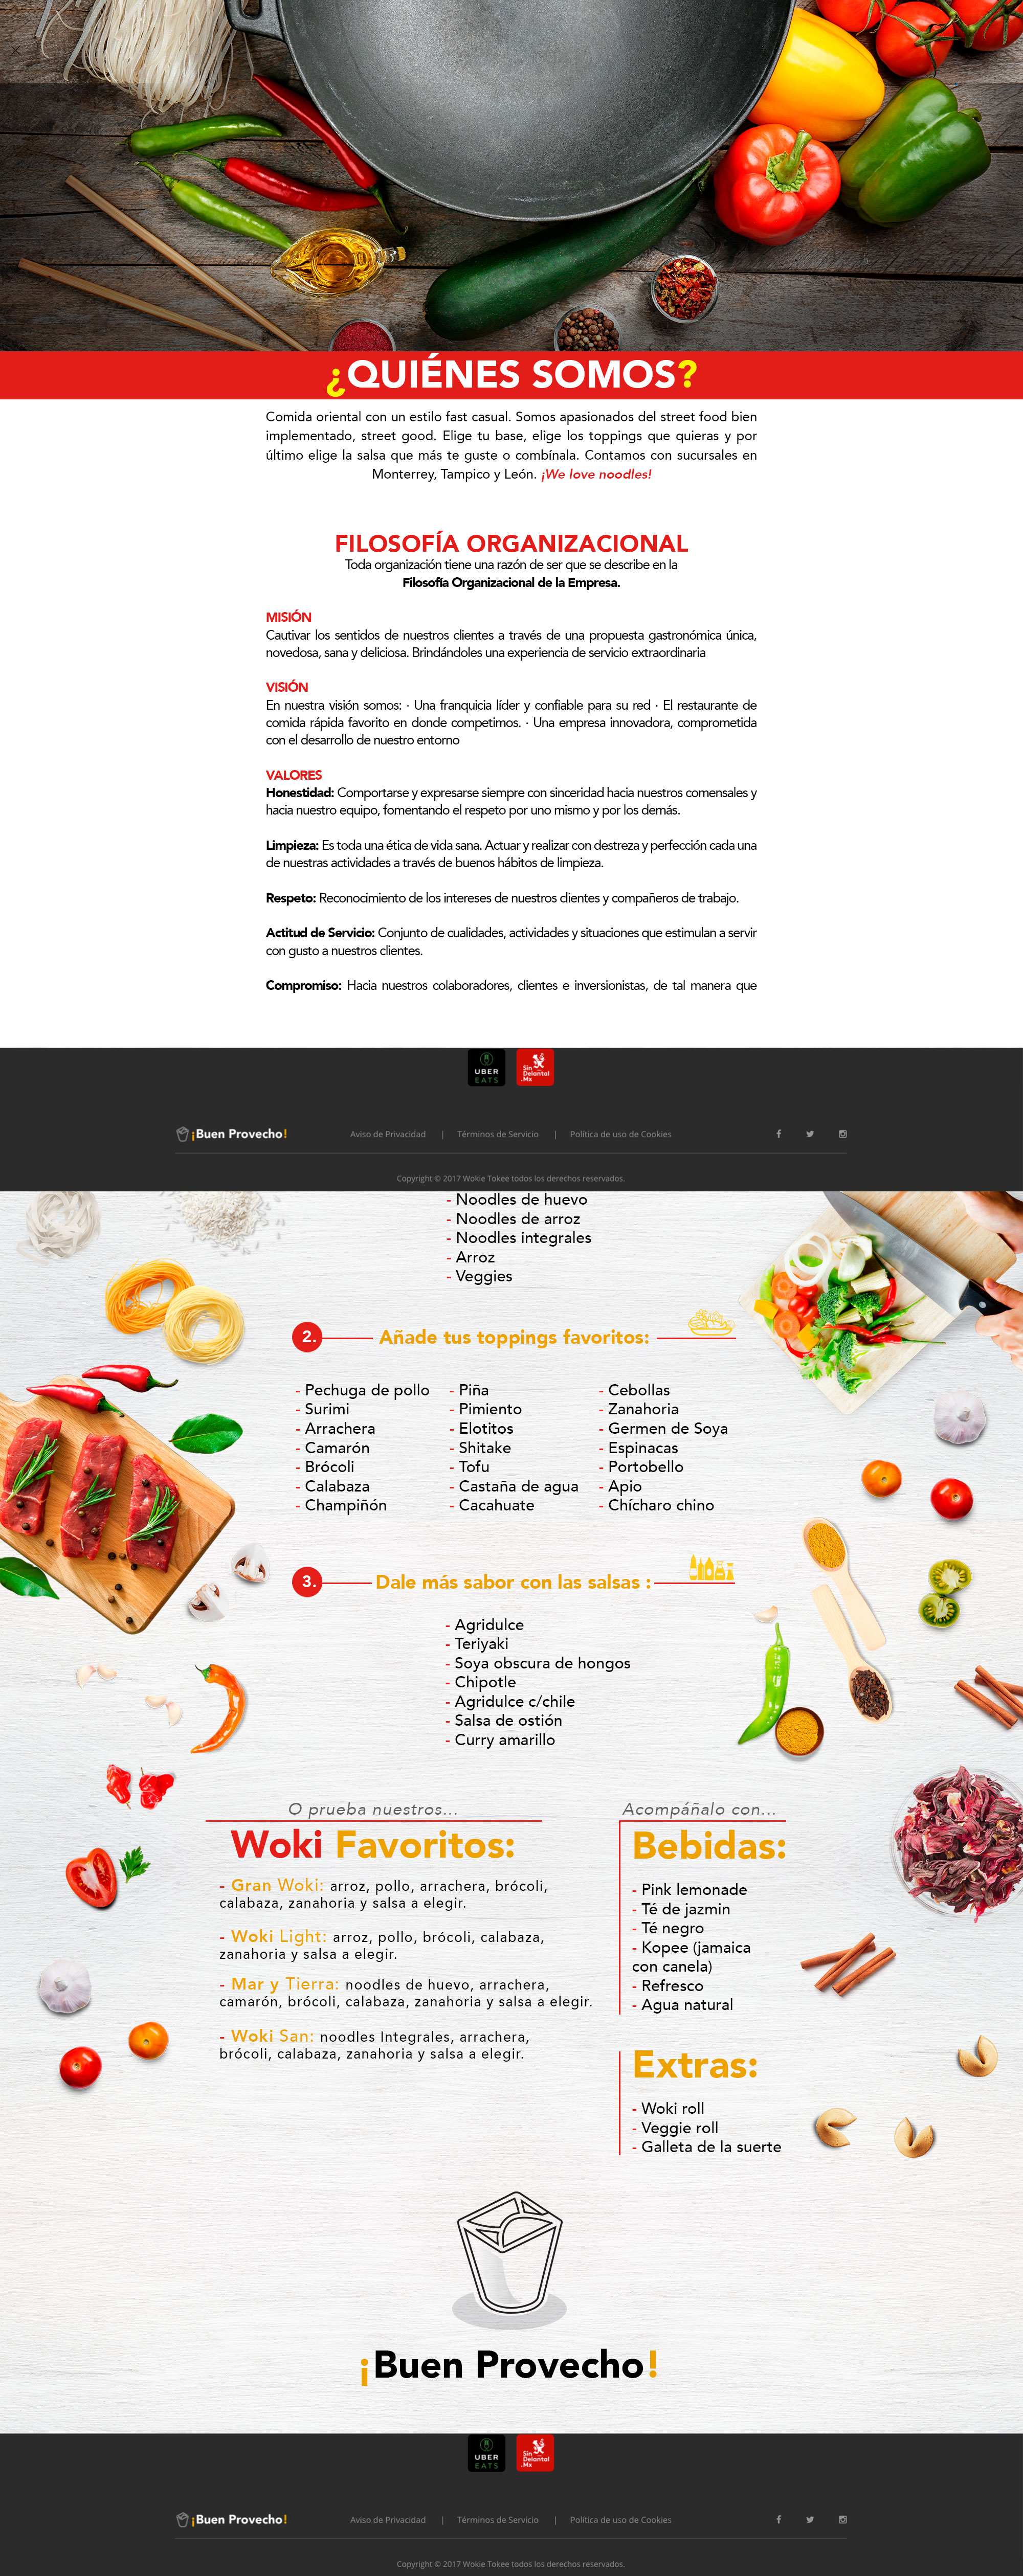 ¿QUIÉNES SOMOS?
Comida oriental con un estilo fast casual. Somos apasionados del street food bien
implementado, street good. Elige tu base, elige los toppings que quieras y por
último elige la salsa que más te guste o combínala. Contamos con sucursales en
Monterrey, Tampico y León. ¡We love noodles!
FILOSOFÍA ORGANIZACIONAL
Toda organización tiene una razón de ser que se describe en la
Filosofía Organizacional de la Empresa.
MISIÓN
Cautivar los sentidos de nuestros clientes a través de una propuesta gastronómica única,
novedosa, sana y deliciosa. Brindándoles una experiencia de servicio extraordinaria
VISIÓN
En nuestra visión somos: · Una franquicia líder y confiable para su red · El restaurante de
comida rápida favorito en donde competimos. · Una empresa innovadora, comprometida
con el desarrollo de nuestro entorno
VALORES
Honestidad: Comportarse y expresarse siempre con sinceridad hacia nuestros comensales y
hacia nuestro equipo, fomentando el respeto por uno mismo y por los demás.
Limpieza: Es toda una ética de vida sana. Actuar y realizar con destreza y perfección cada una
de nuestras actividades a través de buenos hábitos de limpieza.
Respeto: Reconocimiento de los intereses de nuestros clientes y compañeros de trabajo.
Actitud de Servicio: Conjunto de cualidades, actividades y situaciones que estimulan a servir
con gusto a nuestros clientes.
Compromiso: Hacia nuestros colaboradores, clientes e inversionistas, de tal manera que
UBER
EATS
Sin
Delantal
.Mx
¡Buen Provecho!
Aviso de Privacidad | Términos de Servicio | Política de uso de Cookies
Copyright © 2017 Wokie Tokee todos los derechos reservados.
- Noodles de huevo
- Noodles de arroz
- Noodles integrales
- Arroz
- Veggies
2. Añade tus toppings favoritos:
- Pechuga de pollo
- Surimi
- Arrachera
- Camarón
- Brócoli
- Calabaza
- Champiñón
- Piña
- Pimiento
- Elotitos
- Shitake
- Tofu
- Castaña de agua
- Cacahuate
- Cebollas
- Zanahoria
- Germen de Soya
- Espinacas
- Portobello
- Apio
- Chícharo chino
3. Dale más sabor con las salsas :
- Agridulce
- Teriyaki
- Soya obscura de hongos
- Chipotle
- Agridulce c/chile
- Salsa de ostión
- Curry amarillo
O prueba nuestros...
Woki Favoritos:
- Gran Woki: arroz, pollo, arrachera, brócoli,
calabaza, zanahoria y salsa a elegir.
- Woki Light: arroz, pollo, brócoli, calabaza,
zanahoria y salsa a elegir.
- Mar y Tierra: noodles de huevo, arrachera,
camarón, brócoli, calabaza, zanahoria y salsa a elegir.
- Woki San: noodles Integrales, arrachera,
brócoli, calabaza, zanahoria y salsa a elegir.
Acompáñalo con...
Bebidas:
- Pink lemonade
- Té de jazmin
- Té negro
- Kopee (jamaica
con canela)
- Refresco
- Agua natural
Extras:
- Woki roll
- Veggie roll
- Galleta de la suerte
¡Buen Provecho!
UBER
EATS
Sin
Delantal
.Mx
¡Buen Provecho!
Aviso de Privacidad | Términos de Servicio | Política de uso de Cookies
Copyright © 2017 Wokie Tokee todos los derechos reservados.